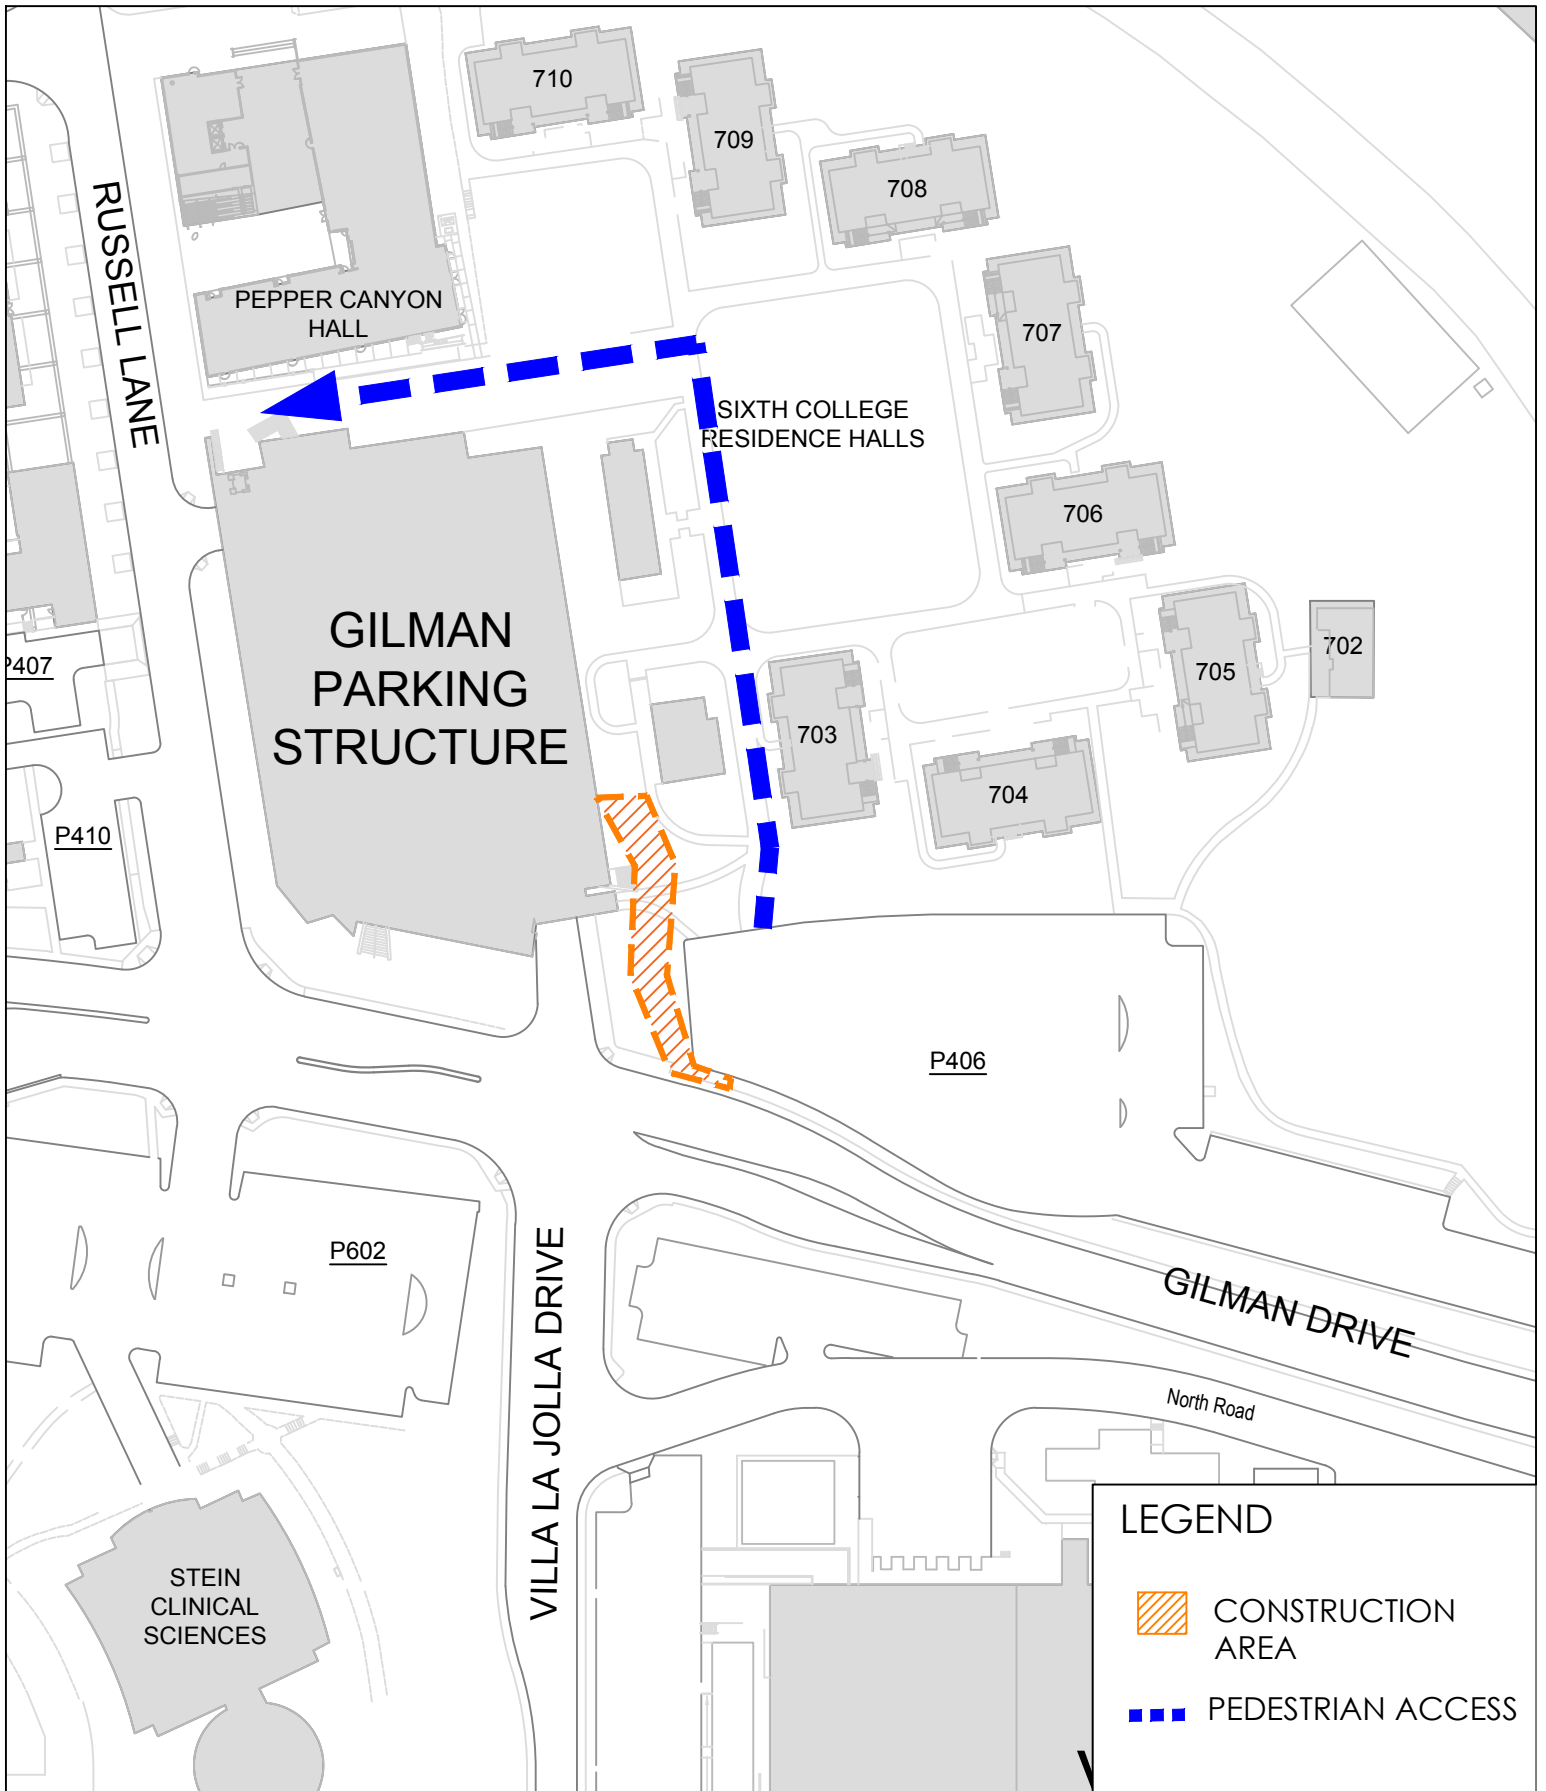 710
709
708
RUSSELL LANE
PEPPER CANYON
HALL
707
SIXTH COLLEGE
RESIDENCE HALLS
706
GILMAN
PARKING
STRUCTURE
P407
702
705
703
704
P410
P406
P602
VILLA LA JOLLA DRIVE
GILMAN DRIVE
North Road
STEIN
CLINICAL
SCIENCES
LEGEND
CONSTRUCTION
AREA
PEDESTRIAN ACCESS